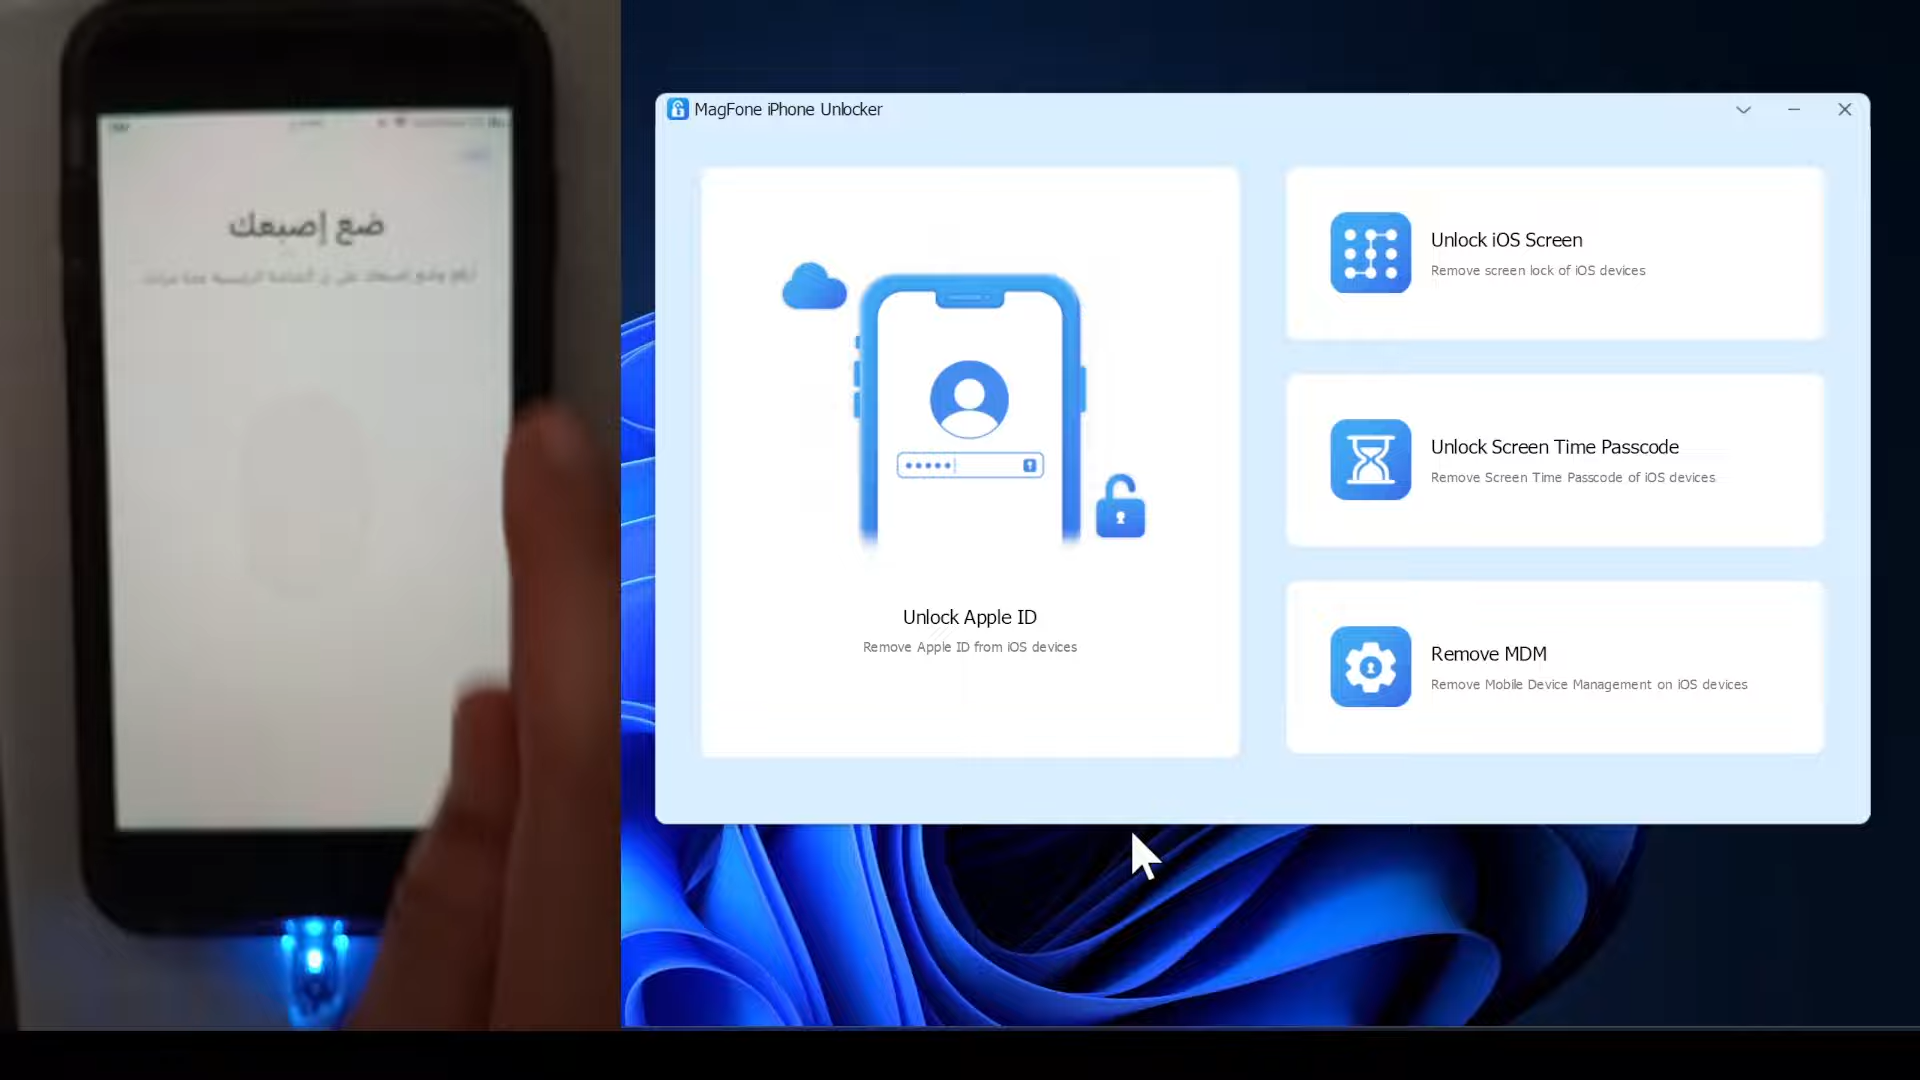 ضع إصبعك
MagFone iPhone Unlocker
Unlock Apple ID
Remove Apple ID from iOS devices
Unlock iOS Screen
Remove screen lock of iOS devices
Unlock Screen Time Passcode
Remove Screen Time Passcode of iOS devices
Remove MDM
Remove Mobile Device Management on iOS devices